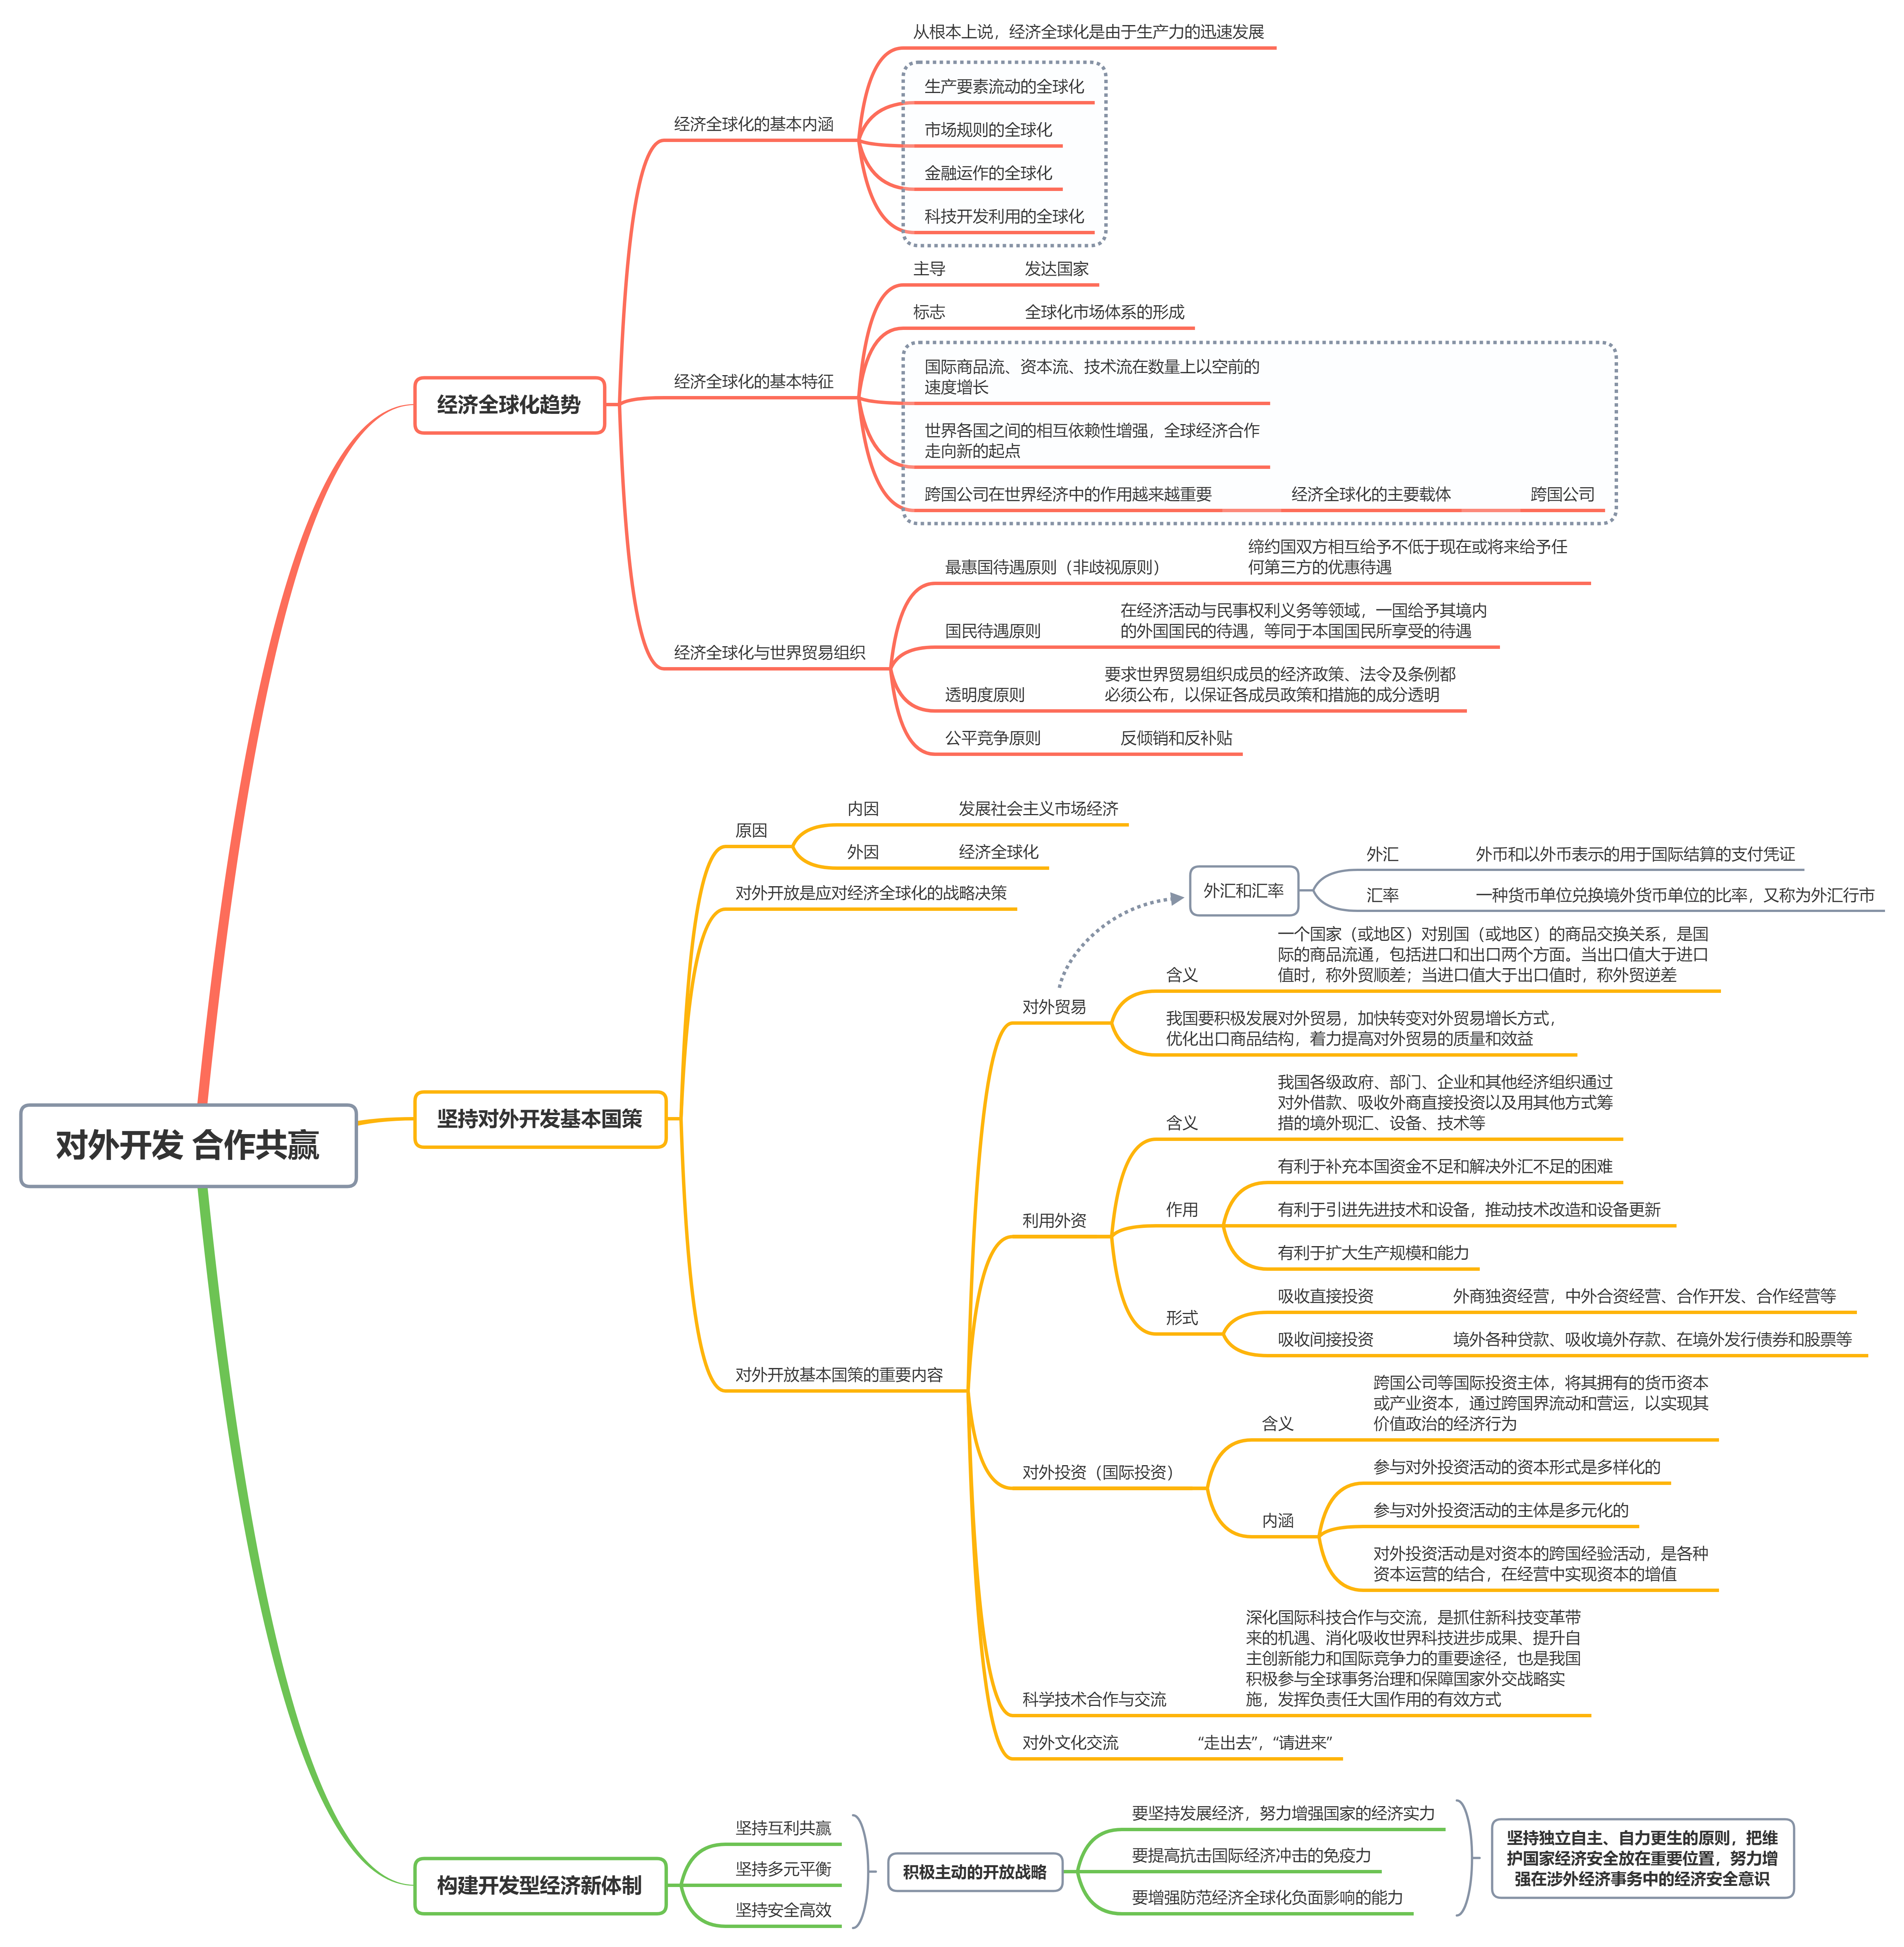 对外开发 合作共赢
经济全球化趋势
经济全球化的基本内涵
从根本上说，经济全球化是由于生产力的迅速发展
生产要素流动的全球化
市场规则的全球化
金融运作的全球化
科技开发利用的全球化
经济全球化的基本特征
主导
发达国家
标志
全球化市场体系的形成
国际商品流、资本流、技术流在数量上以空前的
速度增长
世界各国之间的相互依赖性增强，全球经济合作
走向新的起点
跨国公司在世界经济中的作用越来越重要
经济全球化的主要载体
跨国公司
经济全球化与世界贸易组织
最惠国待遇原则（非歧视原则）
缔约国双方相互给予不低于现在或将来给予任
何第三方的优惠待遇
国民待遇原则
在经济活动与民事权利义务等领域，一国给予其境内
的外国国民的待遇，等同于本国国民所享受的待遇
透明度原则
要求世界贸易组织成员的经济政策、法令及条例都
必须公布，以保证各成员政策和措施的成分透明
公平竞争原则
反倾销和反补贴
坚持对外开发基本国策
原因
内因
发展社会主义市场经济
外因
经济全球化
对外开放是应对经济全球化的战略决策
对外开放基本国策的重要内容
对外贸易
外汇和汇率
外汇
外币和以外币表示的用于国际结算的支付凭证
汇率
一种货币单位兑换境外货币单位的比率，又称为外汇行市
含义
一个国家（或地区）对别国（或地区）的商品交换关系，是国
际的商品流通，包括进口和出口两个方面。当出口值大于进口
值时，称外贸顺差；当进口值大于出口值时，称外贸逆差
我国要积极发展对外贸易，加快转变对外贸易增长方式，
优化出口商品结构，着力提高对外贸易的质量和效益
利用外资
含义
我国各级政府、部门、企业和其他经济组织通过
对外借款、吸收外商直接投资以及用其他方式筹
措的境外现汇、设备、技术等
作用
有利于补充本国资金不足和解决外汇不足的困难
有利于引进先进技术和设备，推动技术改造和设备更新
有利于扩大生产规模和能力
形式
吸收直接投资
外商独资经营，中外合资经营、合作开发、合作经营等
吸收间接投资
境外各种贷款、吸收境外存款、在境外发行债券和股票等
对外投资（国际投资）
含义
跨国公司等国际投资主体，将其拥有的货币资本
或产业资本，通过跨国界流动和营运，以实现其
价值政治的经济行为
内涵
参与对外投资活动的资本形式是多样化的
参与对外投资活动的主体是多元化的
对外投资活动是对资本的跨国经验活动，是各种
资本运营的结合，在经营中实现资本的增值
科学技术合作与交流
深化国际科技合作与交流，是抓住新科技变革带
来的机遇、消化吸收世界科技进步成果、提升自
主创新能力和国际竞争力的重要途径，也是我国
积极参与全球事务治理和保障国家外交战略实
施，发挥负责任大国作用的有效方式
对外文化交流
“走出去”，“请进来”
构建开发型经济新体制
坚持互利共赢
坚持多元平衡
坚持安全高效
积极主动的开放战略
要坚持发展经济，努力增强国家的经济实力
要提高抗击国际经济冲击的免疫力
要增强防范经济全球化负面影响的能力
坚持独立自主、自力更生的原则，把维
护国家经济安全放在重要位置，努力增
强在涉外经济事务中的经济安全意识